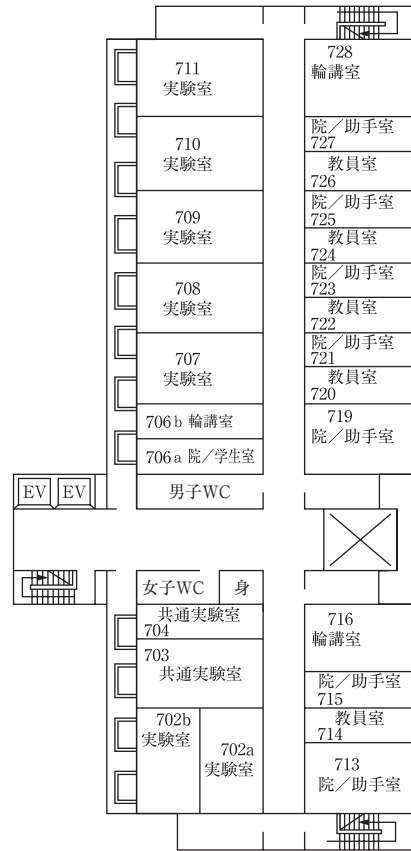 728
輪講室
711
実験室
院／助手室
727
710
実験室
教員室
726
院／助手室
725
709
実験室
教員室
724
院／助手室
723
708
実験室
教員室
722
院／助手室
721
707
実験室
教員室
720
706b 輪講室
719
院／助手室
706a 院／学生室
EV EV
男子WC
女子WC 身
共通実験室
704
716
輪講室
703
共通実験室
院／助手室
715
702b
実験室
教員室
714
702a
実験室
713
院／助手室